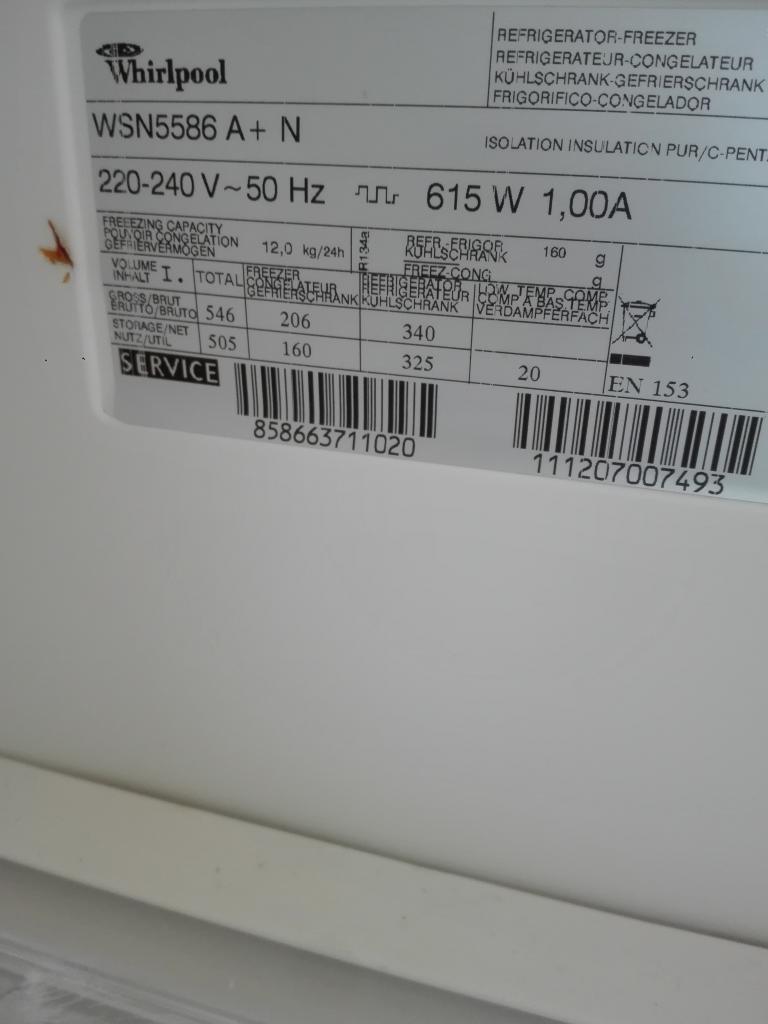 Whirlpool
REFRIGERATOR-FREEZER
REFRIGERATEUR-CONGELATEUR
KÜHLSCHRANK-GEFRIERSCHRANK
FRIGORIFICO-CONGELADOR
WSN5586 A+ N
ISOLATION INSULATION PUR/C-PENT
220-240 V ~ 50 Hz 615 W 1,00A
FREEZING CAPACITY
POUVOIR CONGELATION
GEFRIERVERMÖGEN
12,0 kg/24h
R134a
REFR.-FRIGOR
KÜHLSCHRANK
160 g
FREEZ-CONG
g
VOLUME
INHALT
I.
TOTAL
FREEZER
CONGELATEUR
GEFRIERSCHRANK
REFRIGERATOR
REFRIGERATEUR
KÜHLSCHRANK
LOW TEMP COMP
COMP A BAS TEMP
VERDAMPFERFACH
GROSS/BRUT
BRUTTO/BRUTO
546 206 340
STORAGE/NET
NUTZ/UTIL
505 160 325 20
SERVICE
EN 153
858663711020
111207007493